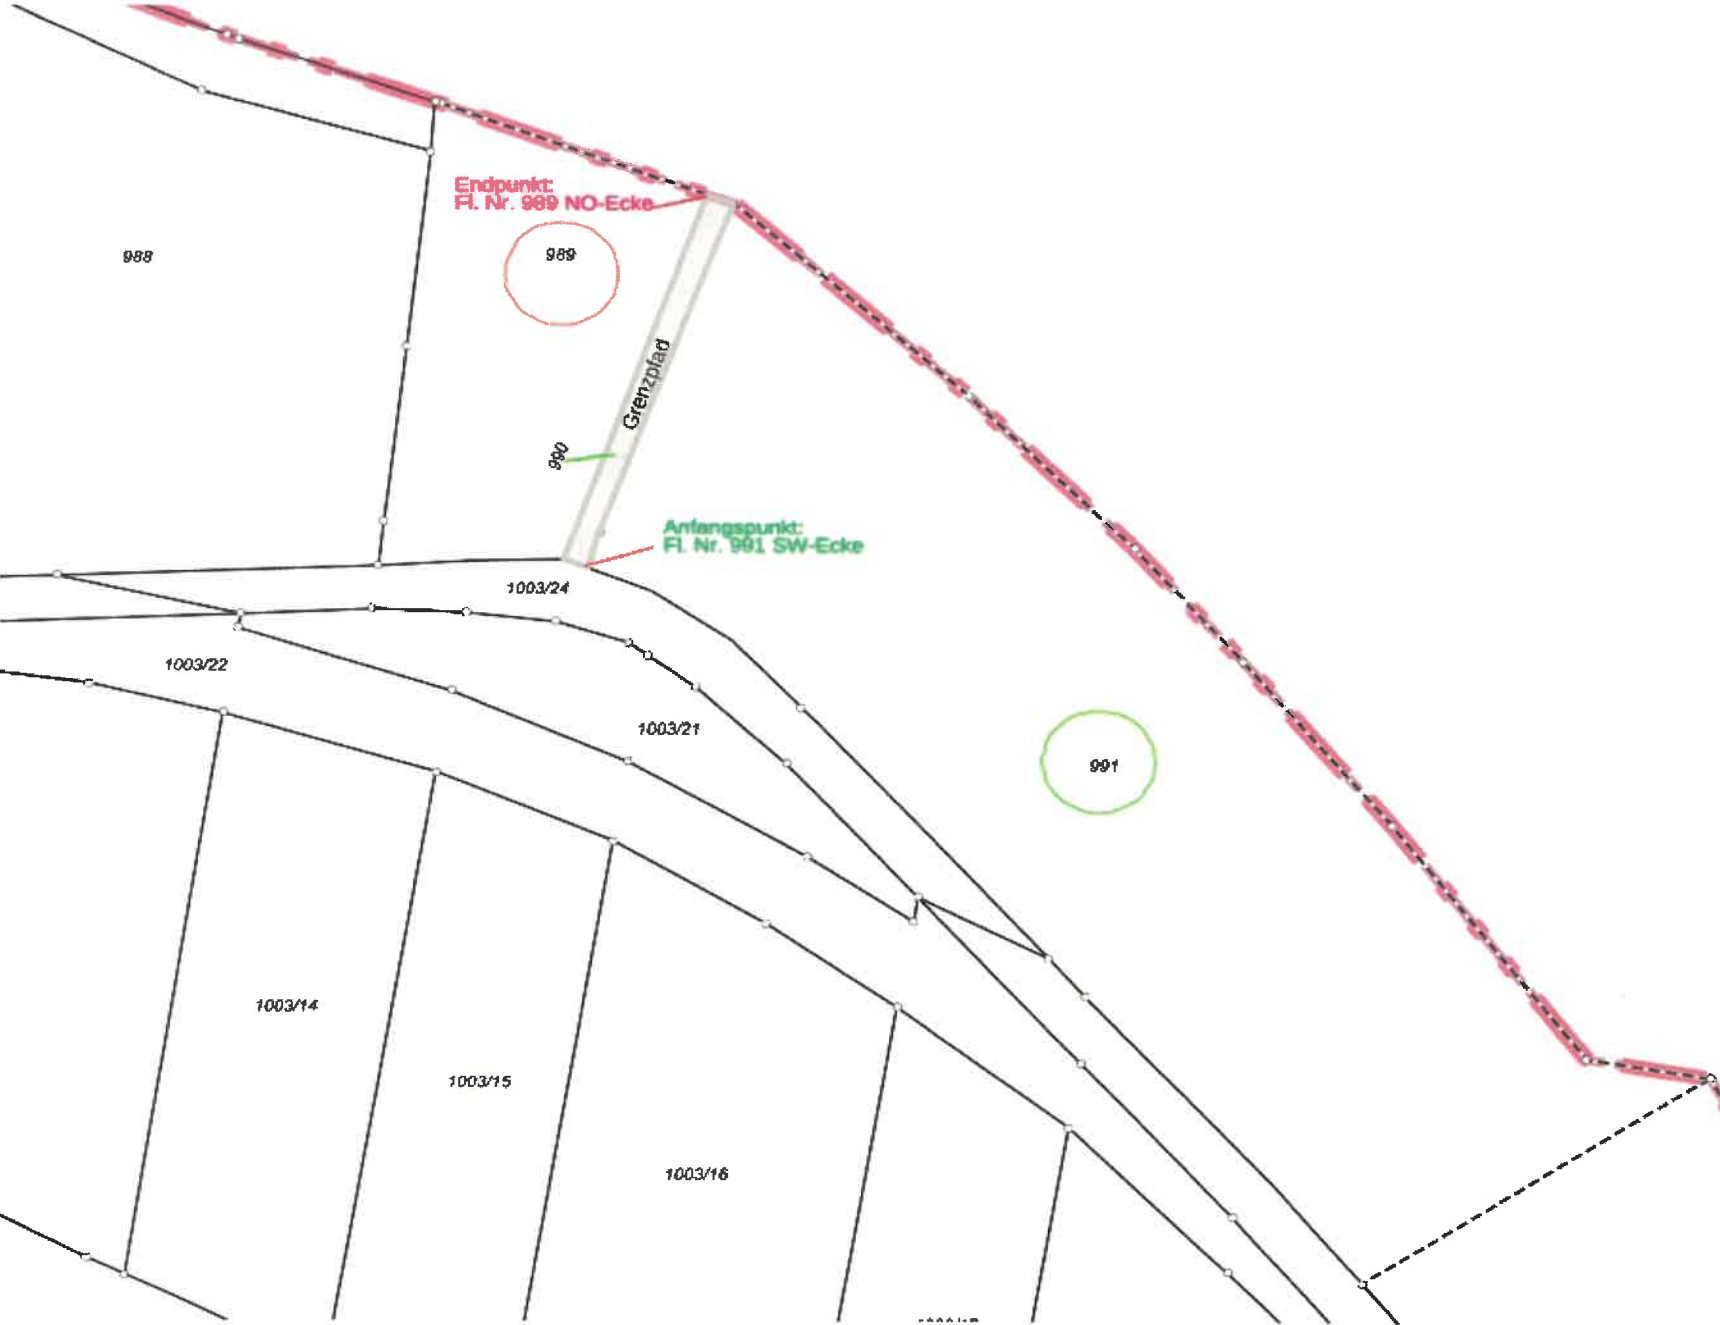 Endpunkt:
Fl. Nr. 989 NO-Ecke
988
989
Grenzpfad
990
Anfangspunkt:
Fl. Nr. 991 SW-Ecke
1003/24
1003/22
1003/21
991
1003/14
1003/15
1003/16